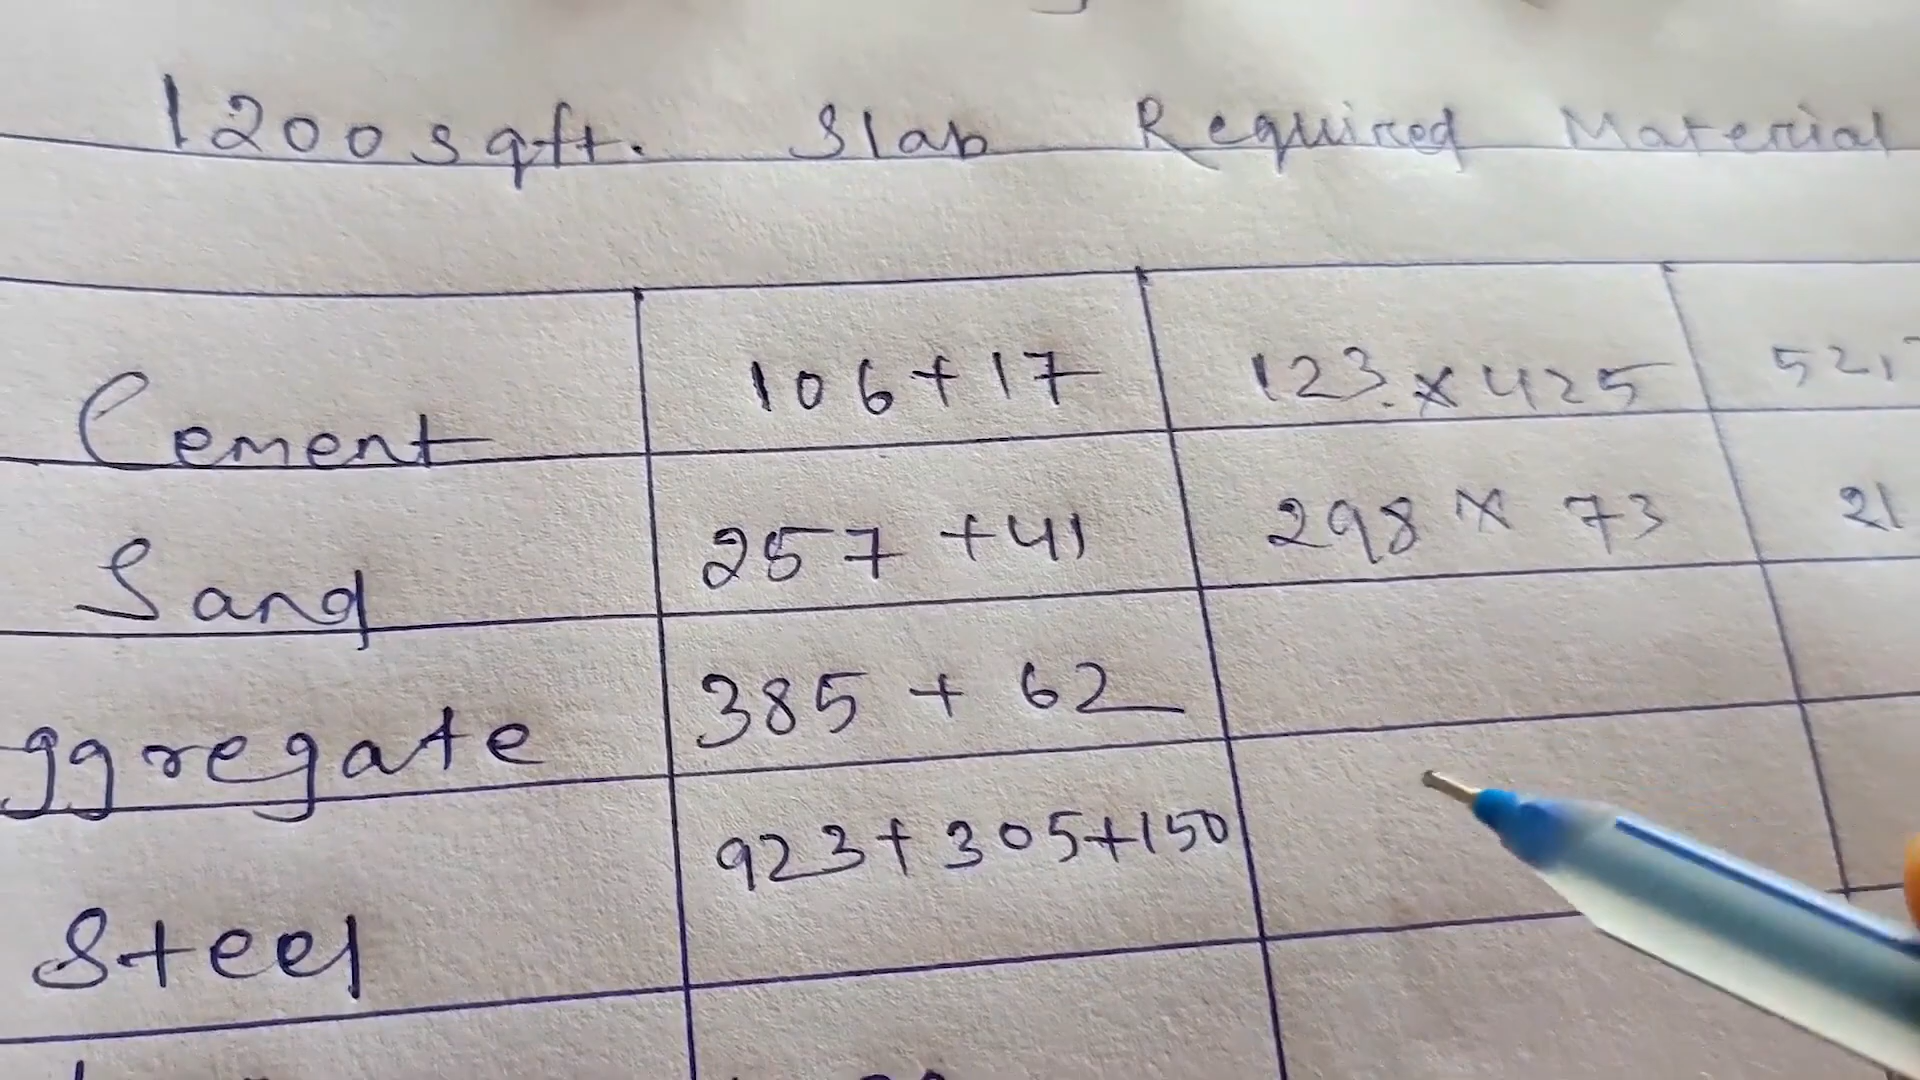 1200 sqft. Slab Required Material
Cement 106+17 123 x 425 521
Sand 257 +41 298 x 73 21
ggregate 385 + 62
Steel 923+305+150